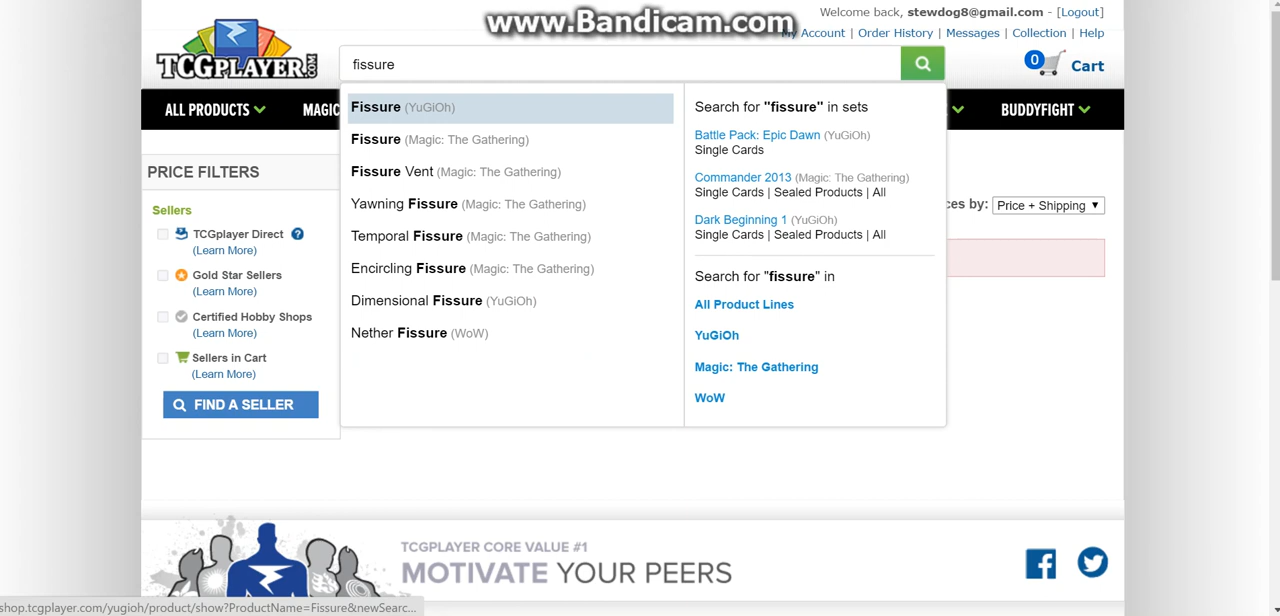 www.Bandicam.com
Welcome back, stewdog8@gmail.com - [Logout]
My Account | Order History | Messages | Collection | Help
TCGPLAYER.COM
fissure
0 Cart
ALL PRODUCTS
MAGIC
BUDDYFIGHT
PRICE FILTERS
Sellers
TCGplayer Direct ?
(Learn More)
Gold Star Sellers
(Learn More)
Certified Hobby Shops
(Learn More)
Sellers in Cart
(Learn More)
FIND A SELLER
Fissure (YuGiOh)
Fissure (Magic: The Gathering)
Fissure Vent (Magic: The Gathering)
Yawning Fissure (Magic: The Gathering)
Temporal Fissure (Magic: The Gathering)
Encircling Fissure (Magic: The Gathering)
Dimensional Fissure (YuGiOh)
Nether Fissure (WoW)
Search for "fissure" in sets
Battle Pack: Epic Dawn (YuGiOh)
Single Cards
Commander 2013 (Magic: The Gathering)
Single Cards | Sealed Products | All
Dark Beginning 1 (YuGiOh)
Single Cards | Sealed Products | All
Search for "fissure" in
All Product Lines
YuGiOh
Magic: The Gathering
WoW
ces by: Price + Shipping
TCGPLAYER CORE VALUE #1
MOTIVATE YOUR PEERS
shop.tcgplayer.com/yugioh/product/show?ProductName=Fissure&newSearc...